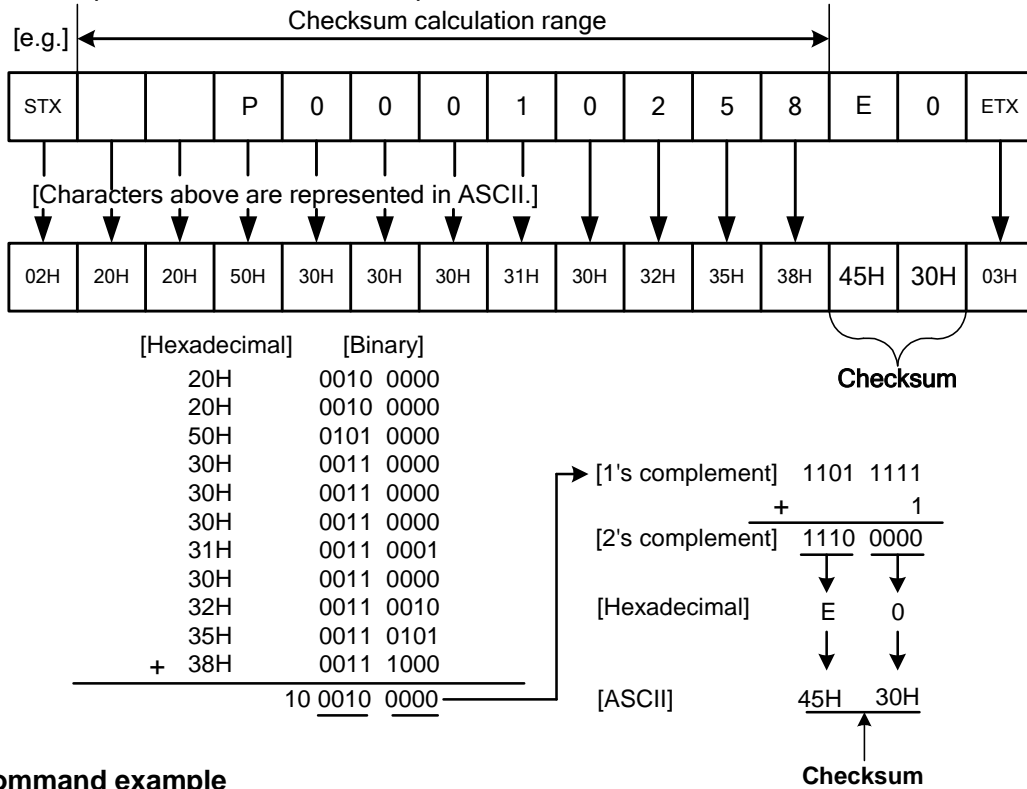 [e.g.] Checksum calculation range
STX P 0 0 0 1 0 2 5 8 E 0 ETX
[Characters above are represented in ASCII.]
02H 20H 20H 50H 30H 30H 30H 31H 30H 32H 35H 38H 45H 30H 03H
Checksum
[Hexadecimal] [Binary]
20H 0010 0000
20H 0010 0000
50H 0101 0000
30H 0011 0000
30H 0011 0000
30H 0011 0000
31H 0011 0001
30H 0011 0000
32H 0011 0010
35H 0011 0101
+ 38H 0011 1000
10 0010 0000
[1's complement] 1101 1111
+ 1
[2's complement] 1110 0000
[Hexadecimal] E 0
[ASCII] 45H 30H
Checksum
ommand example